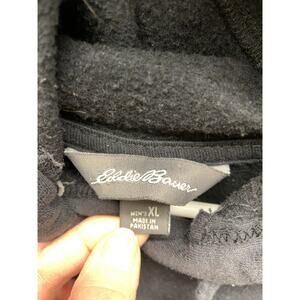 Eddie Bauer
MEN'S XL
MADE IN
PAKISTAN